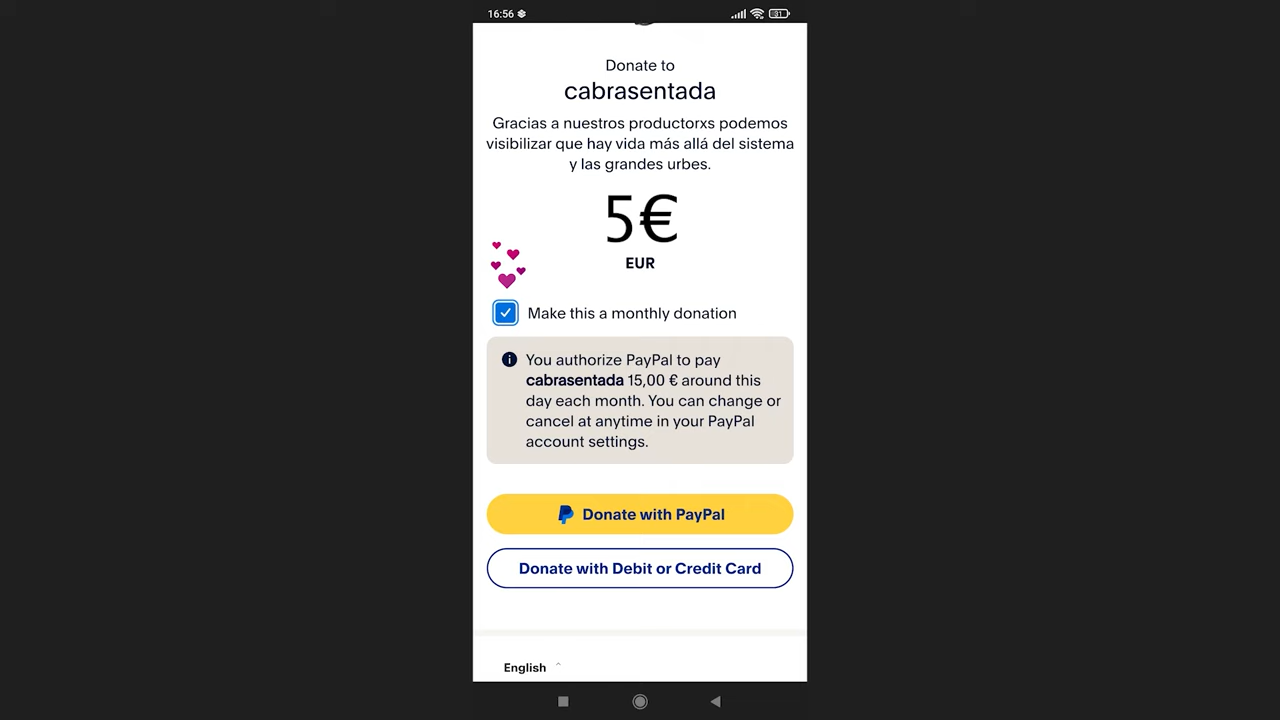 16:56
31
Donate to
cabrasentada
Gracias a nuestros productorxs podemos
visibilizar que hay vida más allá del sistema
y las grandes urbes.
5€
EUR
Make this a monthly donation
You authorize PayPal to pay
cabrasentada 15,00 € around this
day each month. You can change or
cancel at anytime in your PayPal
account settings.
Donate with PayPal
Donate with Debit or Credit Card
English